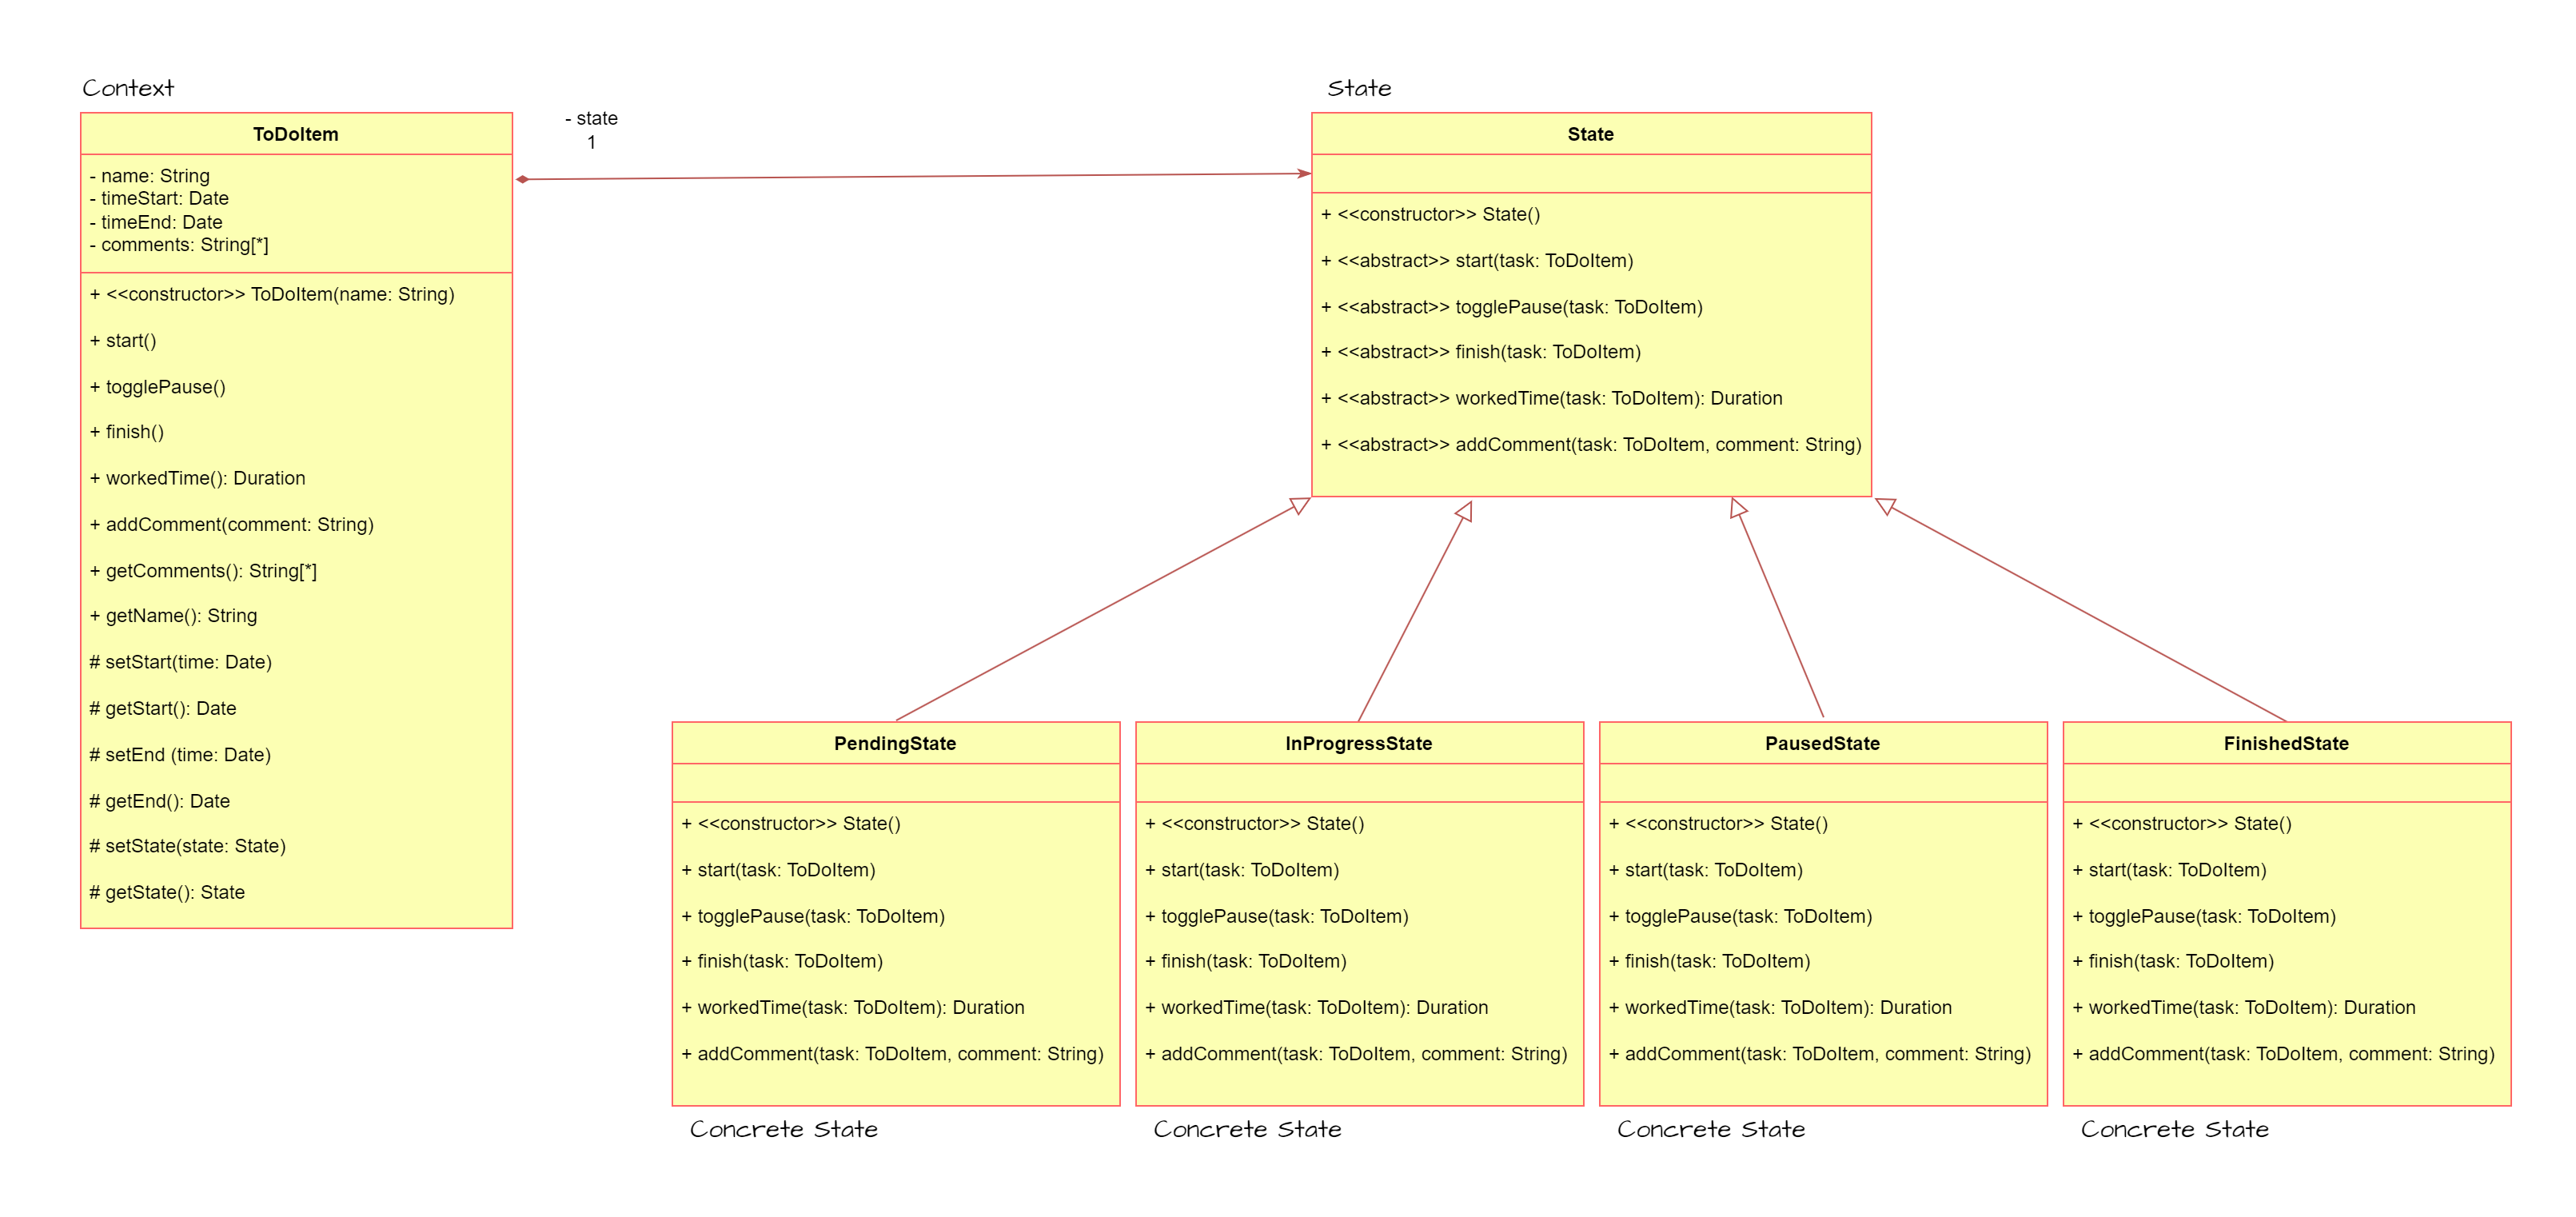 Context
ToDoItem
- name: String
- timeStart: Date
- timeEnd: Date
- comments: String[*]
+ <<constructor>> ToDoItem(name: String)
+ start()
+ togglePause()
+ finish()
+ workedTime(): Duration
+ addComment(comment: String)
+ getComments(): String[*]
+ getName(): String
# setStart(time: Date)
# getStart(): Date
# setEnd (time: Date)
# getEnd(): Date
# setState(state: State)
# getState(): State
- state
1
State
State
+ <<constructor>> State()
+ <<abstract>> start(task: ToDoItem)
+ <<abstract>> togglePause(task: ToDoItem)
+ <<abstract>> finish(task: ToDoItem)
+ <<abstract>> workedTime(task: ToDoItem): Duration
+ <<abstract>> addComment(task: ToDoItem, comment: String)
PendingState
+ <<constructor>> State()
+ start(task: ToDoItem)
+ togglePause(task: ToDoItem)
+ finish(task: ToDoItem)
+ workedTime(task: ToDoItem): Duration
+ addComment(task: ToDoItem, comment: String)
Concrete State
InProgressState
+ <<constructor>> State()
+ start(task: ToDoItem)
+ togglePause(task: ToDoItem)
+ finish(task: ToDoItem)
+ workedTime(task: ToDoItem): Duration
+ addComment(task: ToDoItem, comment: String)
Concrete State
PausedState
+ <<constructor>> State()
+ start(task: ToDoItem)
+ togglePause(task: ToDoItem)
+ finish(task: ToDoItem)
+ workedTime(task: ToDoItem): Duration
+ addComment(task: ToDoItem, comment: String)
Concrete State
FinishedState
+ <<constructor>> State()
+ start(task: ToDoItem)
+ togglePause(task: ToDoItem)
+ finish(task: ToDoItem)
+ workedTime(task: ToDoItem): Duration
+ addComment(task: ToDoItem, comment: String)
Concrete State